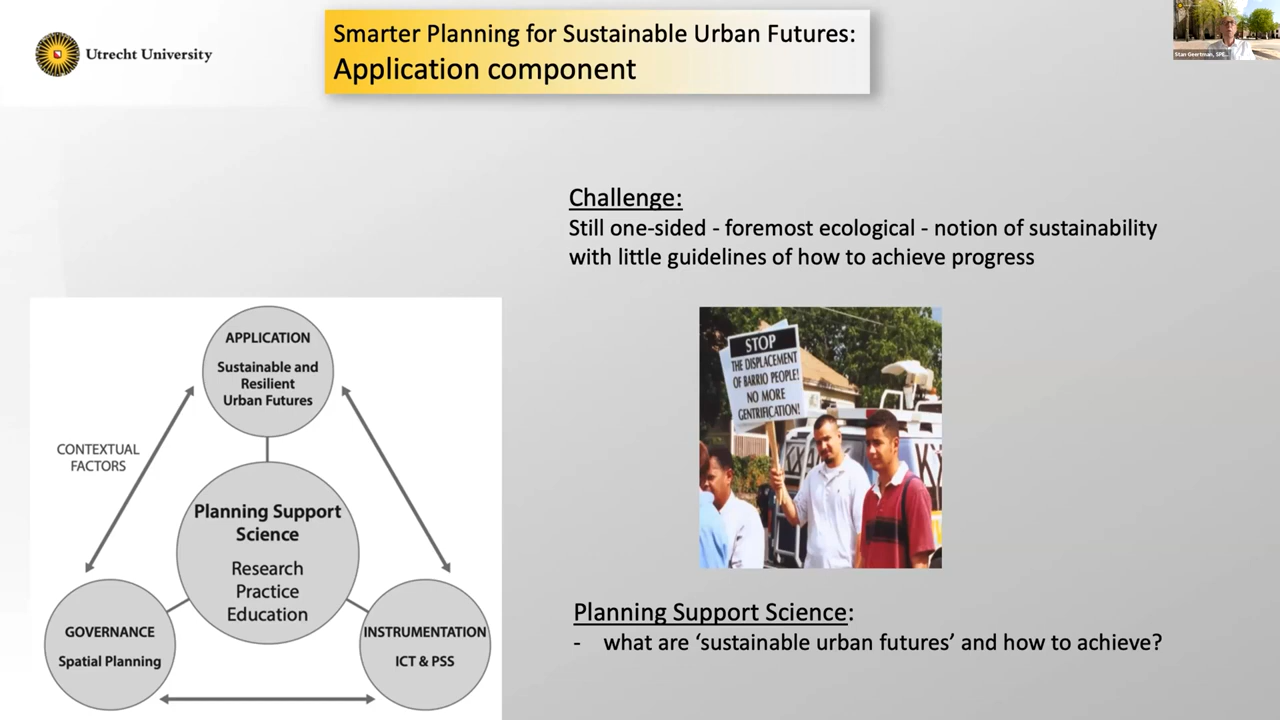 Utrecht University
Smarter Planning for Sustainable Urban Futures:
Application component
Stan Geertman, SPE...
Challenge:
Still one-sided - foremost ecological - notion of sustainability
with little guidelines of how to achieve progress
APPLICATION
Sustainable and
Resilient
Urban Futures
CONTEXTUAL
FACTORS
Planning Support
Science
Research
Practice
Education
GOVERNANCE
Spatial Planning
INSTRUMENTATION
ICT & PSS
STOP
THE DISPLACEMENT
OF BARRIO PEOPLE!
NO MORE
GENTRIFICATION!
Planning Support Science:
- what are ‘sustainable urban futures’ and how to achieve?